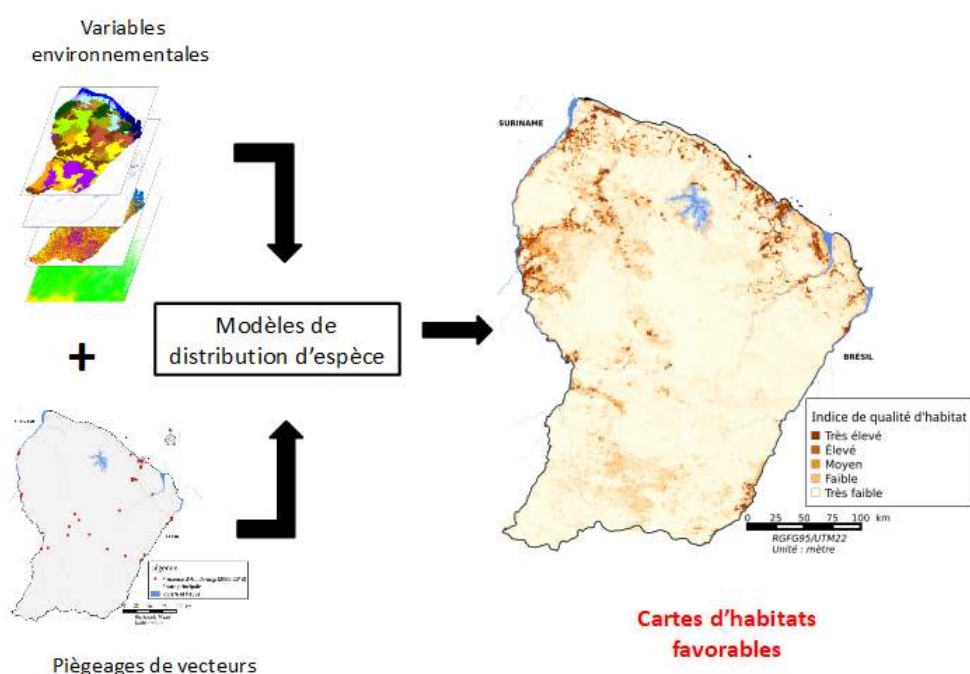 Variables
environnementales
+
Modèles de
distribution d'espèce
Piègeages de vecteurs
SURINAME
BRÉSIL
Indice de qualité d'habitat
Très élevé
Élevé
Moyen
Faible
Très faible
0 25 50 75 100 km
RGFG95/UTM22
Unité : mètre
Cartes d'habitats
favorables